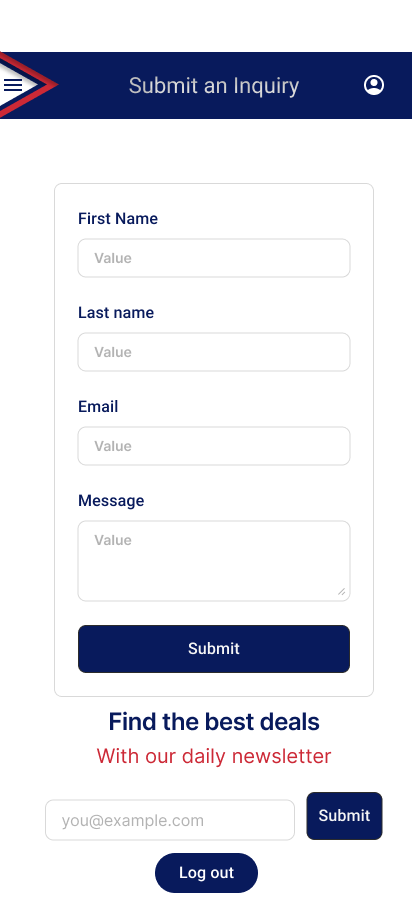 Submit an Inquiry
First Name
Value
Last name
Value
Email
Value
Message
Value
Submit
Find the best deals
With our daily newsletter
you@example.com
Submit
Log out